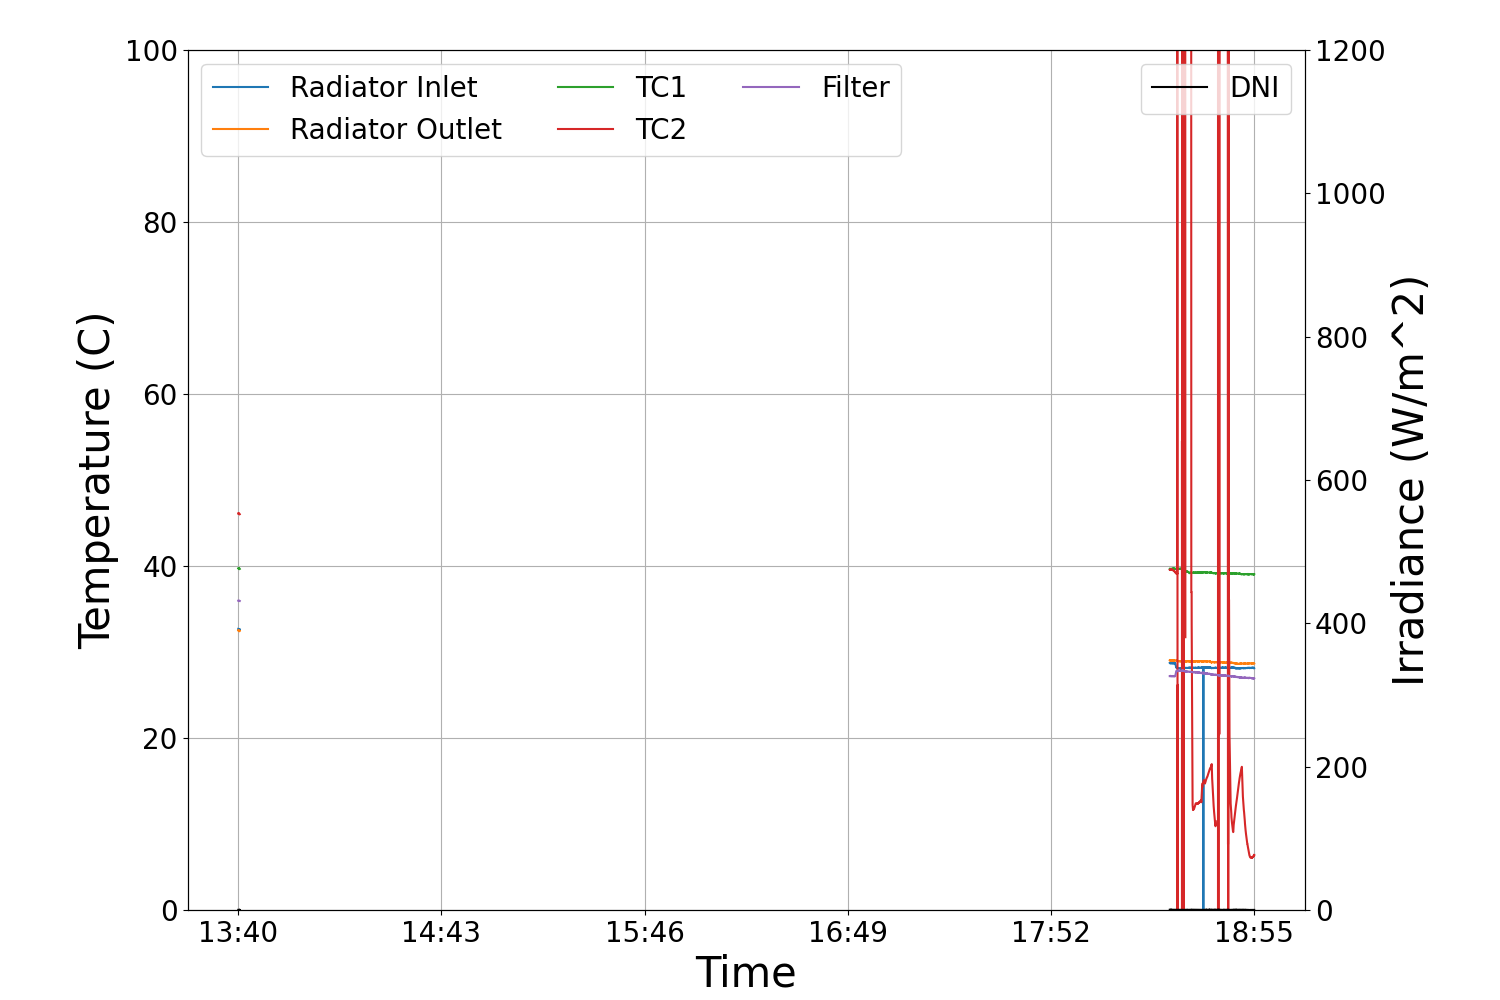 100
80
60
40
20
0
Temperature (C)
Radiator Inlet
Radiator Outlet
TC1
TC2
Filter
DNI
1200
1000
800
600
400
200
0
Irradiance (W/m^2)
13:40 14:43 15:46 16:49 17:52 18:55
Time